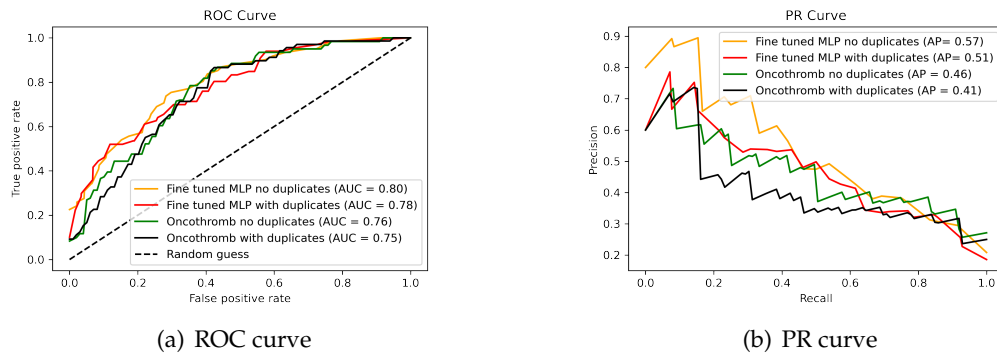 ROC Curve
1.0
0.8
0.6
0.4
0.2
0.0
True positive rate
Fine tuned MLP no duplicates (AUC = 0.80)
Fine tuned MLP with duplicates (AUC = 0.78)
Oncothromb no duplicates (AUC = 0.76)
Oncothromb with duplicates (AUC = 0.75)
Random guess
0.0 0.2 0.4 0.6 0.8 1.0
False positive rate
(a) ROC curve
PR Curve
0.9
0.8
0.7
0.6
0.5
0.4
0.3
0.2
Precision
Fine tuned MLP no duplicates (AP= 0.57)
Fine tuned MLP with duplicates (AP= 0.51)
Oncothromb no duplicates (AP = 0.46)
Oncothromb with duplicates (AP = 0.41)
0.0 0.2 0.4 0.6 0.8 1.0
Recall
(b) PR curve